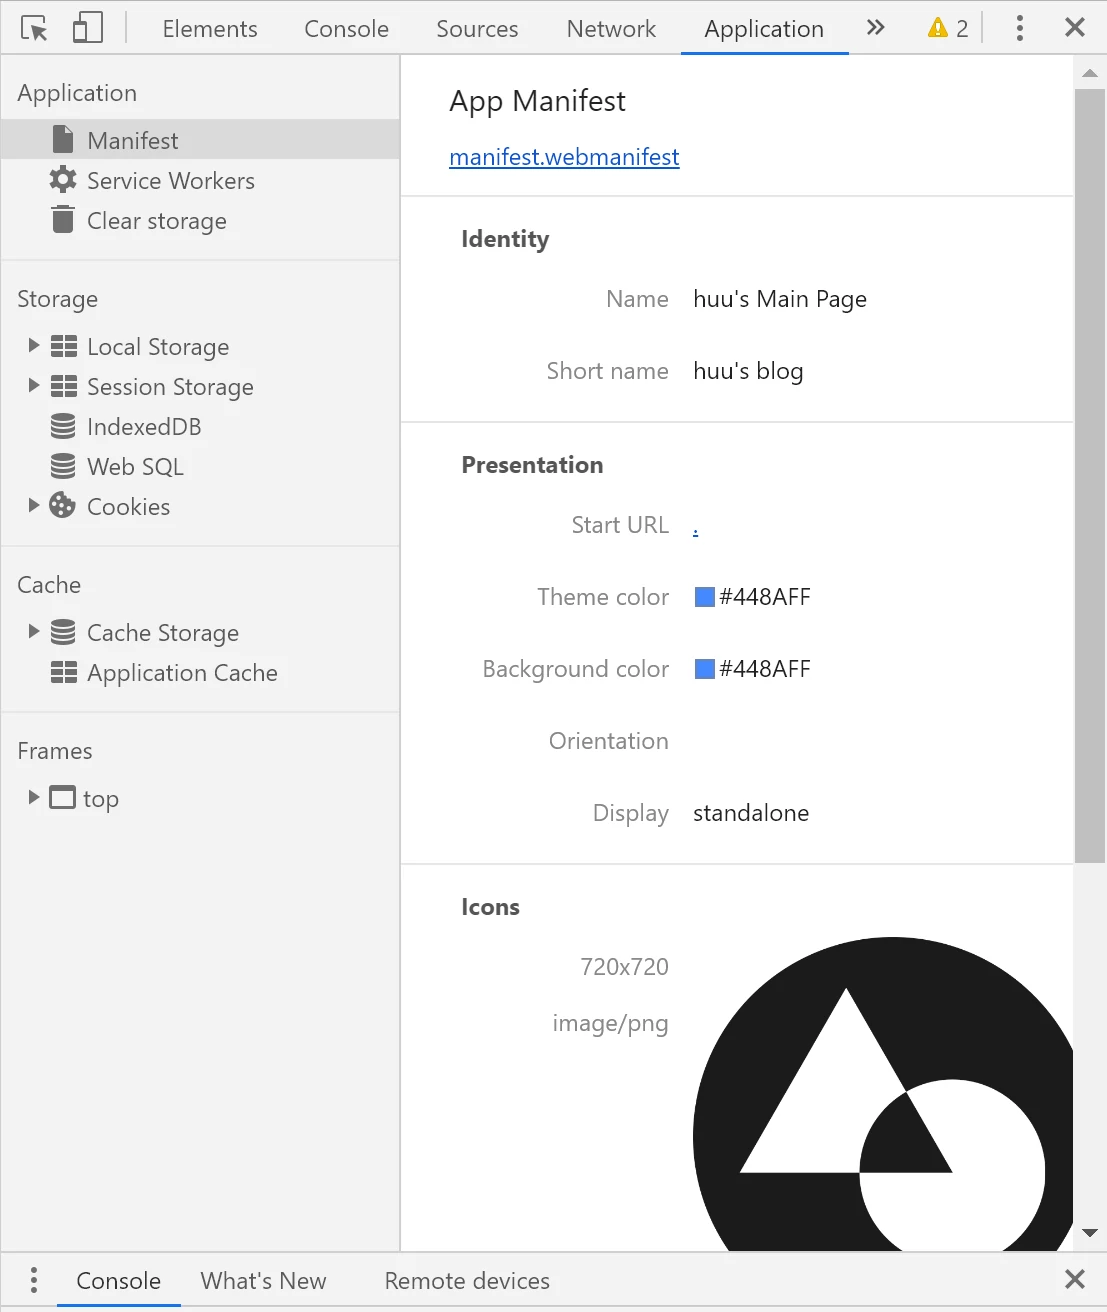 Elements Console Sources Network Application 2
Application
Manifest
Service Workers
Clear storage
Storage
Local Storage
Session Storage
IndexedDB
Web SQL
Cookies
Cache
Cache Storage
Application Cache
Frames
top
App Manifest
manifest.webmanifest
Identity
Name huu's Main Page
Short name huu's blog
Presentation
Start URL .
Theme color #448AFF
Background color #448AFF
Orientation
Display standalone
Icons
720x720
image/png
Console What's New Remote devices